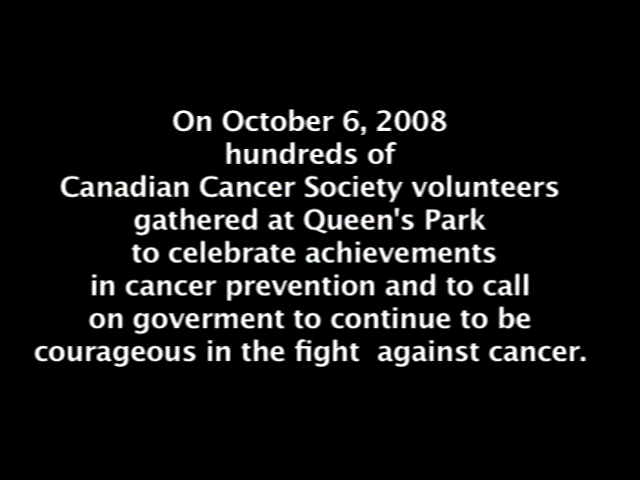 On October 6, 2008
hundreds of
Canadian Cancer Society volunteers
gathered at Queen's Park
to celebrate achievements
in cancer prevention and to call
on goverment to continue to be
courageous in the fight  against cancer.